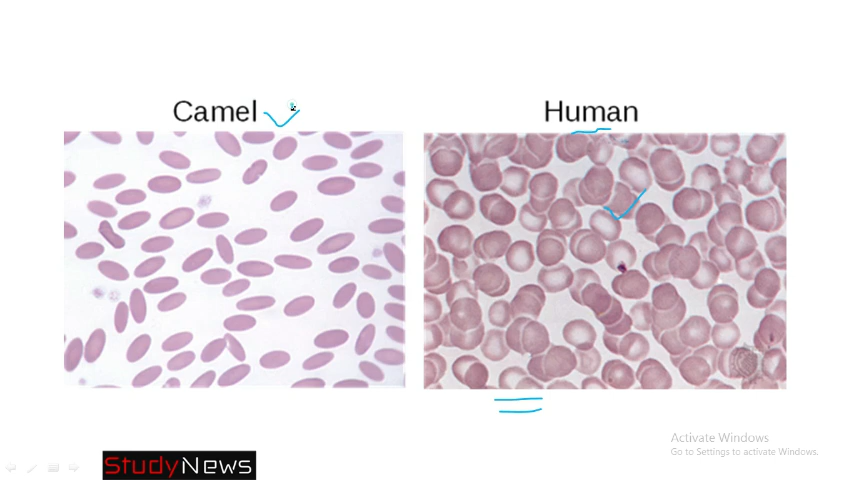 Camel
Human
Activate Windows
Go to Settings to activate Windows.
StudyNews